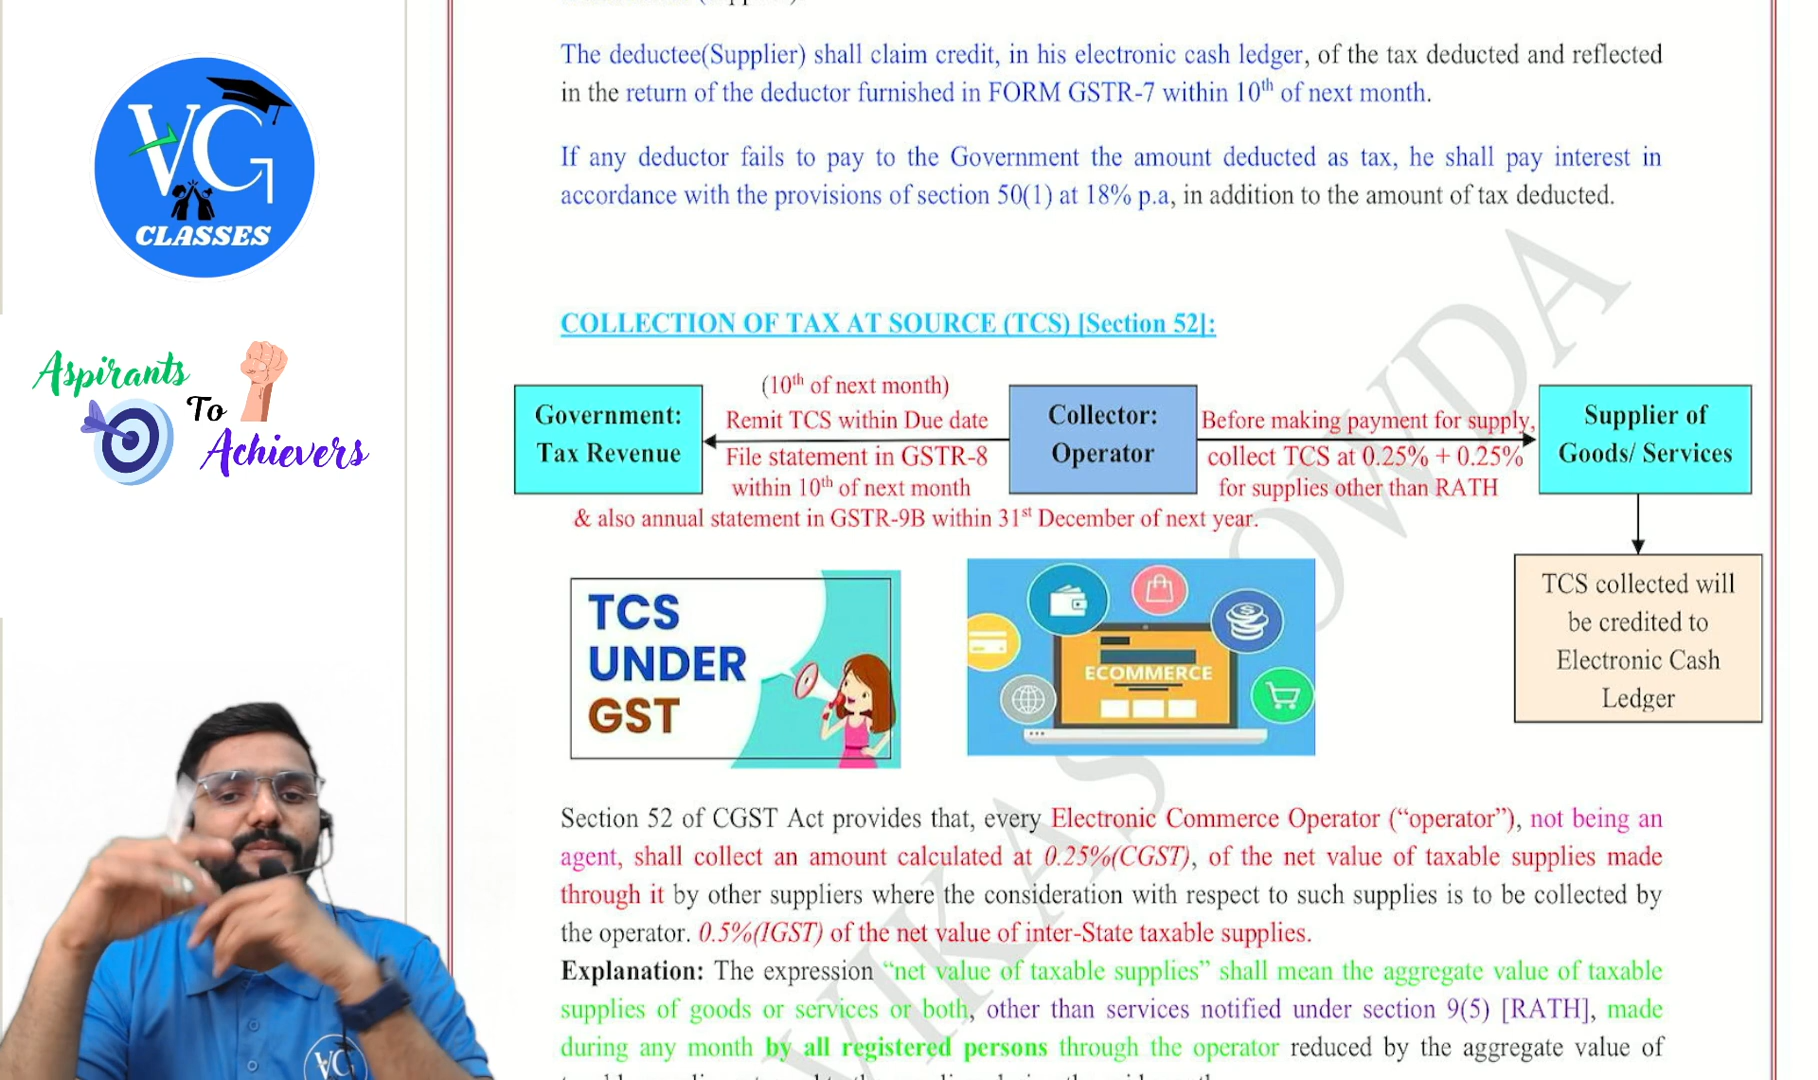 VG
CLASSES
Aspirants
To
Achievers
The deductee(Supplier) shall claim credit, in his electronic cash ledger, of the tax deducted and reflected
in the return of the deductor furnished in FORM GSTR-7 within 10th of next month.
If any deductor fails to pay to the Government the amount deducted as tax, he shall pay interest in
accordance with the provisions of section 50(1) at 18% p.a, in addition to the amount of tax deducted.
COLLECTION OF TAX AT SOURCE (TCS) [Section 52]:
Government:
Tax Revenue
(10th of next month)
Remit TCS within Due date
File statement in GSTR-8
within 10th of next month
& also annual statement in GSTR-9B within 31st December of next year.
Collector:
Operator
Before making payment for supply,
collect TCS at 0.25% + 0.25%
for supplies other than RATH
Supplier of
Goods/ Services
TCS collected will
be credited to
Electronic Cash
Ledger
TCS
UNDER
GST
ECOMMERCE
Section 52 of CGST Act provides that, every Electronic Commerce Operator (“operator”), not being an
agent, shall collect an amount calculated at 0.25%(CGST), of the net value of taxable supplies made
through it by other suppliers where the consideration with respect to such supplies is to be collected by
the operator. 0.5%(IGST) of the net value of inter-State taxable supplies.
Explanation: The expression “net value of taxable supplies” shall mean the aggregate value of taxable
supplies of goods or services or both, other than services notified under section 9(5) [RATH], made
during any month by all registered persons through the operator reduced by the aggregate value of
VIKAS GOWDA
VG